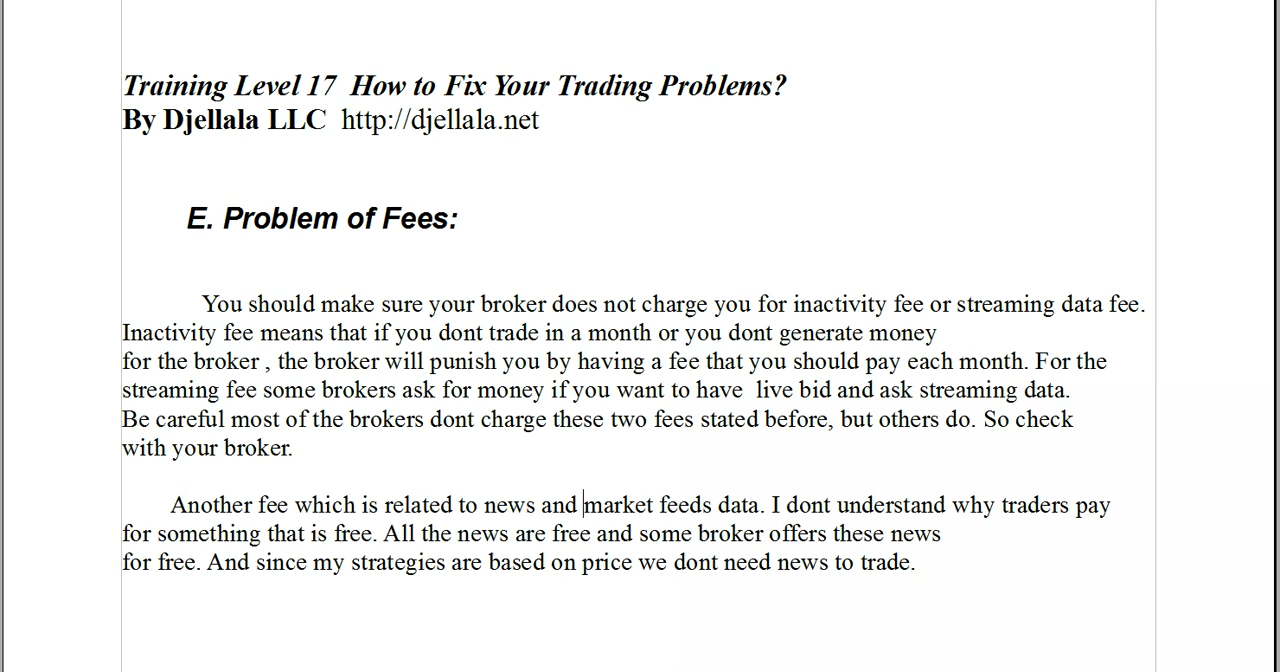 Training Level 17  How to Fix Your Trading Problems?
By Djellala LLC  http://djellala.net
E. Problem of Fees:
You should make sure your broker does not charge you for inactivity fee or streaming data fee.
Inactivity fee means that if you dont trade in a month or you dont generate money
for the broker , the broker will punish you by having a fee that you should pay each month. For the
streaming fee some brokers ask for money if you want to have  live bid and ask streaming data.
Be careful most of the brokers dont charge these two fees stated before, but others do. So check
with your broker.
Another fee which is related to news and market feeds data. I dont understand why traders pay
for something that is free. All the news are free and some broker offers these news
for free. And since my strategies are based on price we dont need news to trade.